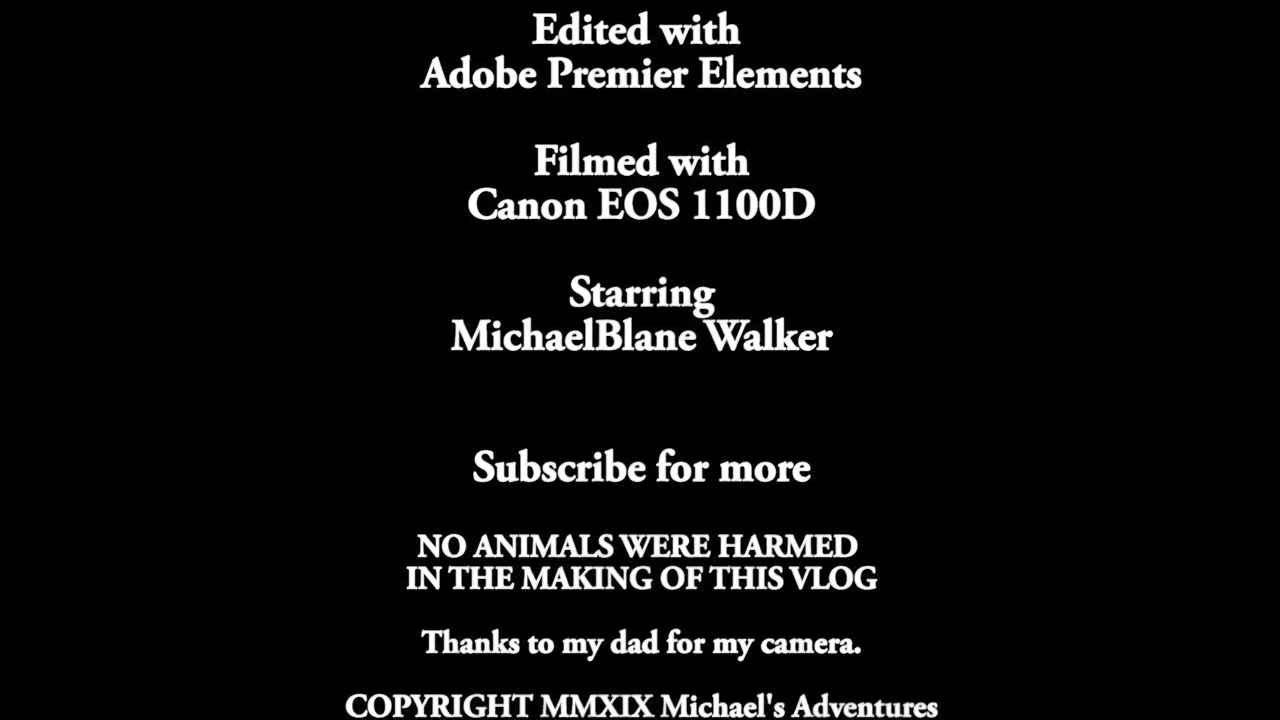 Edited with
Adobe Premier Elements
Filmed with
Canon EOS 1100D
Starring
MichaelBlane Walker
Subscribe for more
NO ANIMALS WERE HARMED
IN THE MAKING OF THIS VLOG
Thanks to my dad for my camera.
COPYRIGHT MMXIX Michael's Adventures